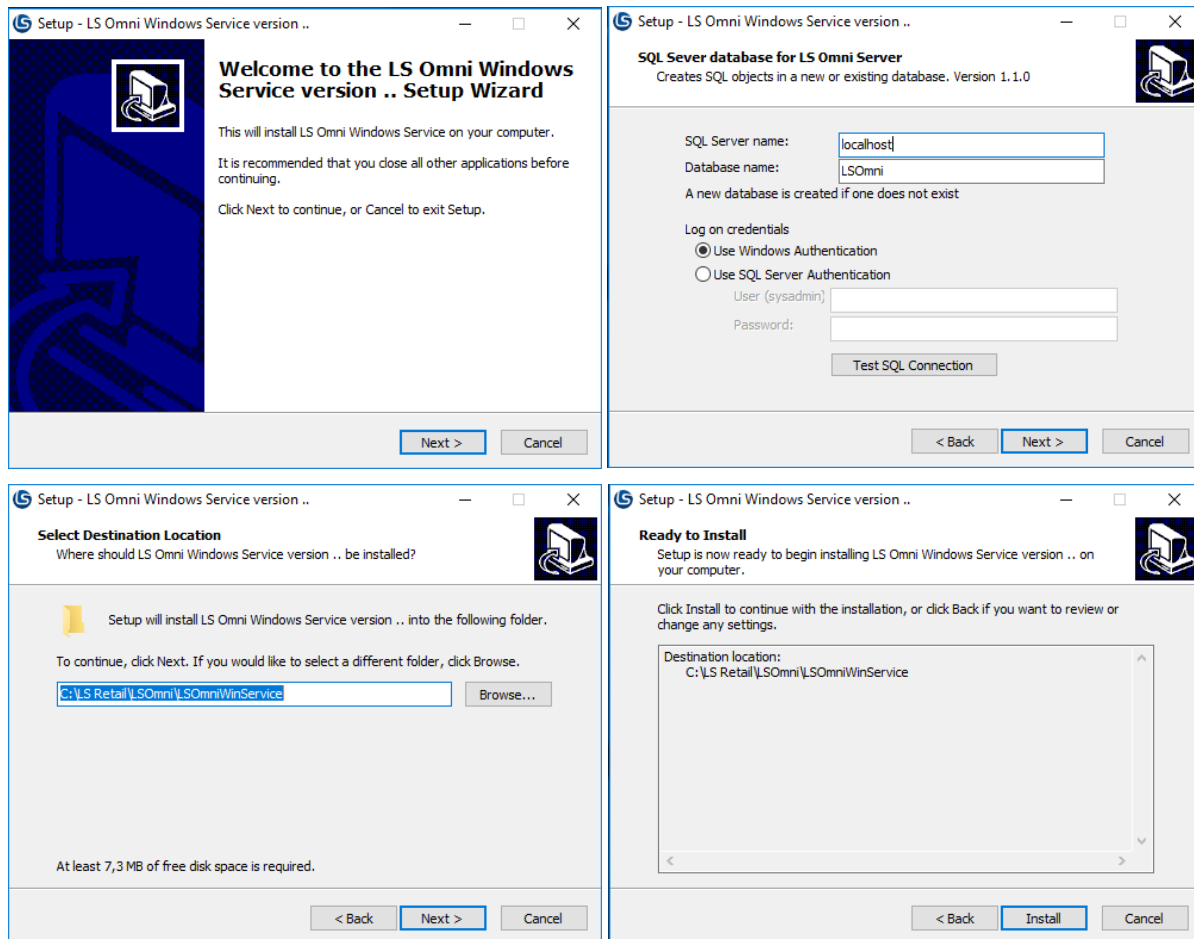 Setup - LS Omni Windows Service version ..
Welcome to the LS Omni Windows
Service version .. Setup Wizard
This will install LS Omni Windows Service on your computer.
It is recommended that you close all other applications before
continuing.
Click Next to continue, or Cancel to exit Setup.
Next >
Cancel
Setup - LS Omni Windows Service version ..
SQL Sever database for LS Omni Server
Creates SQL objects in a new or existing database. Version 1.1.0
SQL Server name:
localhost
Database name:
LSOmni
A new database is created if one does not exist
Log on credentials
Use Windows Authentication
Use SQL Server Authentication
User (sysadmin)
Password:
Test SQL Connection
< Back
Next >
Cancel
Setup - LS Omni Windows Service version ..
Select Destination Location
Where should LS Omni Windows Service version .. be installed?
Setup will install LS Omni Windows Service version .. into the following folder.
To continue, click Next. If you would like to select a different folder, click Browse.
C:\LS Retail\LSOmni\LSOmniWinService
Browse...
At least 7,3 MB of free disk space is required.
< Back
Next >
Cancel
Setup - LS Omni Windows Service version ..
Ready to Install
Setup is now ready to begin installing LS Omni Windows Service version .. on
your computer.
Click Install to continue with the installation, or click Back if you want to review or
change any settings.
Destination location:
C:\LS Retail\LSOmni\LSOmniWinService
< Back
Install
Cancel